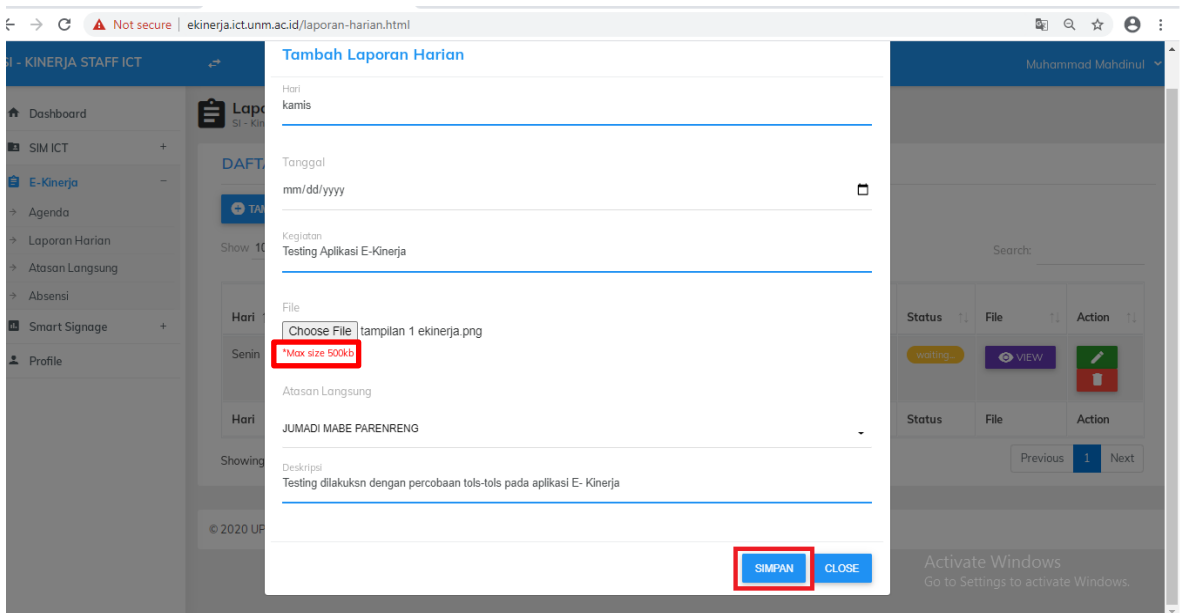 Not secure | ekinerja.ict.unm.ac.id/laporan-harian.html
SI - KINERJA STAFF ICT
Muhammad Mahdinul
Dashboard
SIM ICT +
E-Kinerja −
Agenda
Laporan Harian
Atasan Langsung
Absensi
Smart Signage +
Profile
Tambah Laporan Harian
Hari
kamis
Tanggal
mm/dd/yyyy
Kegiatan
Testing Aplikasi E-Kinerja
File
Choose File tampilan 1 ekinerja.png
*Max size 500kb
Atasan Langsung
JUMADI MABE PARENRENG
Deskripsi
Testing dilakuksn dengan percobaan tols-tols pada aplikasi E- Kinerja
SIMPAN CLOSE
Show 10
Search:
Hari Status File Action
Senin waiting... VIEW
Hari Status File Action
Showing
Previous 1 Next
© 2020
Activate Windows
Go to Settings to activate Windows.